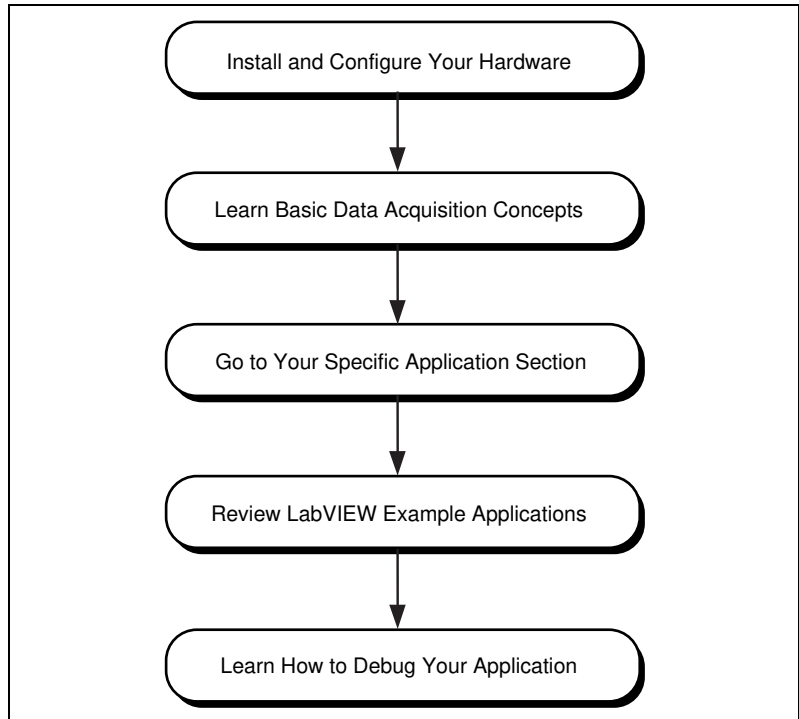 Install and Configure Your Hardware
Learn Basic Data Acquisition Concepts
Go to Your Specific Application Section
Review LabVIEW Example Applications
Learn How to Debug Your Application